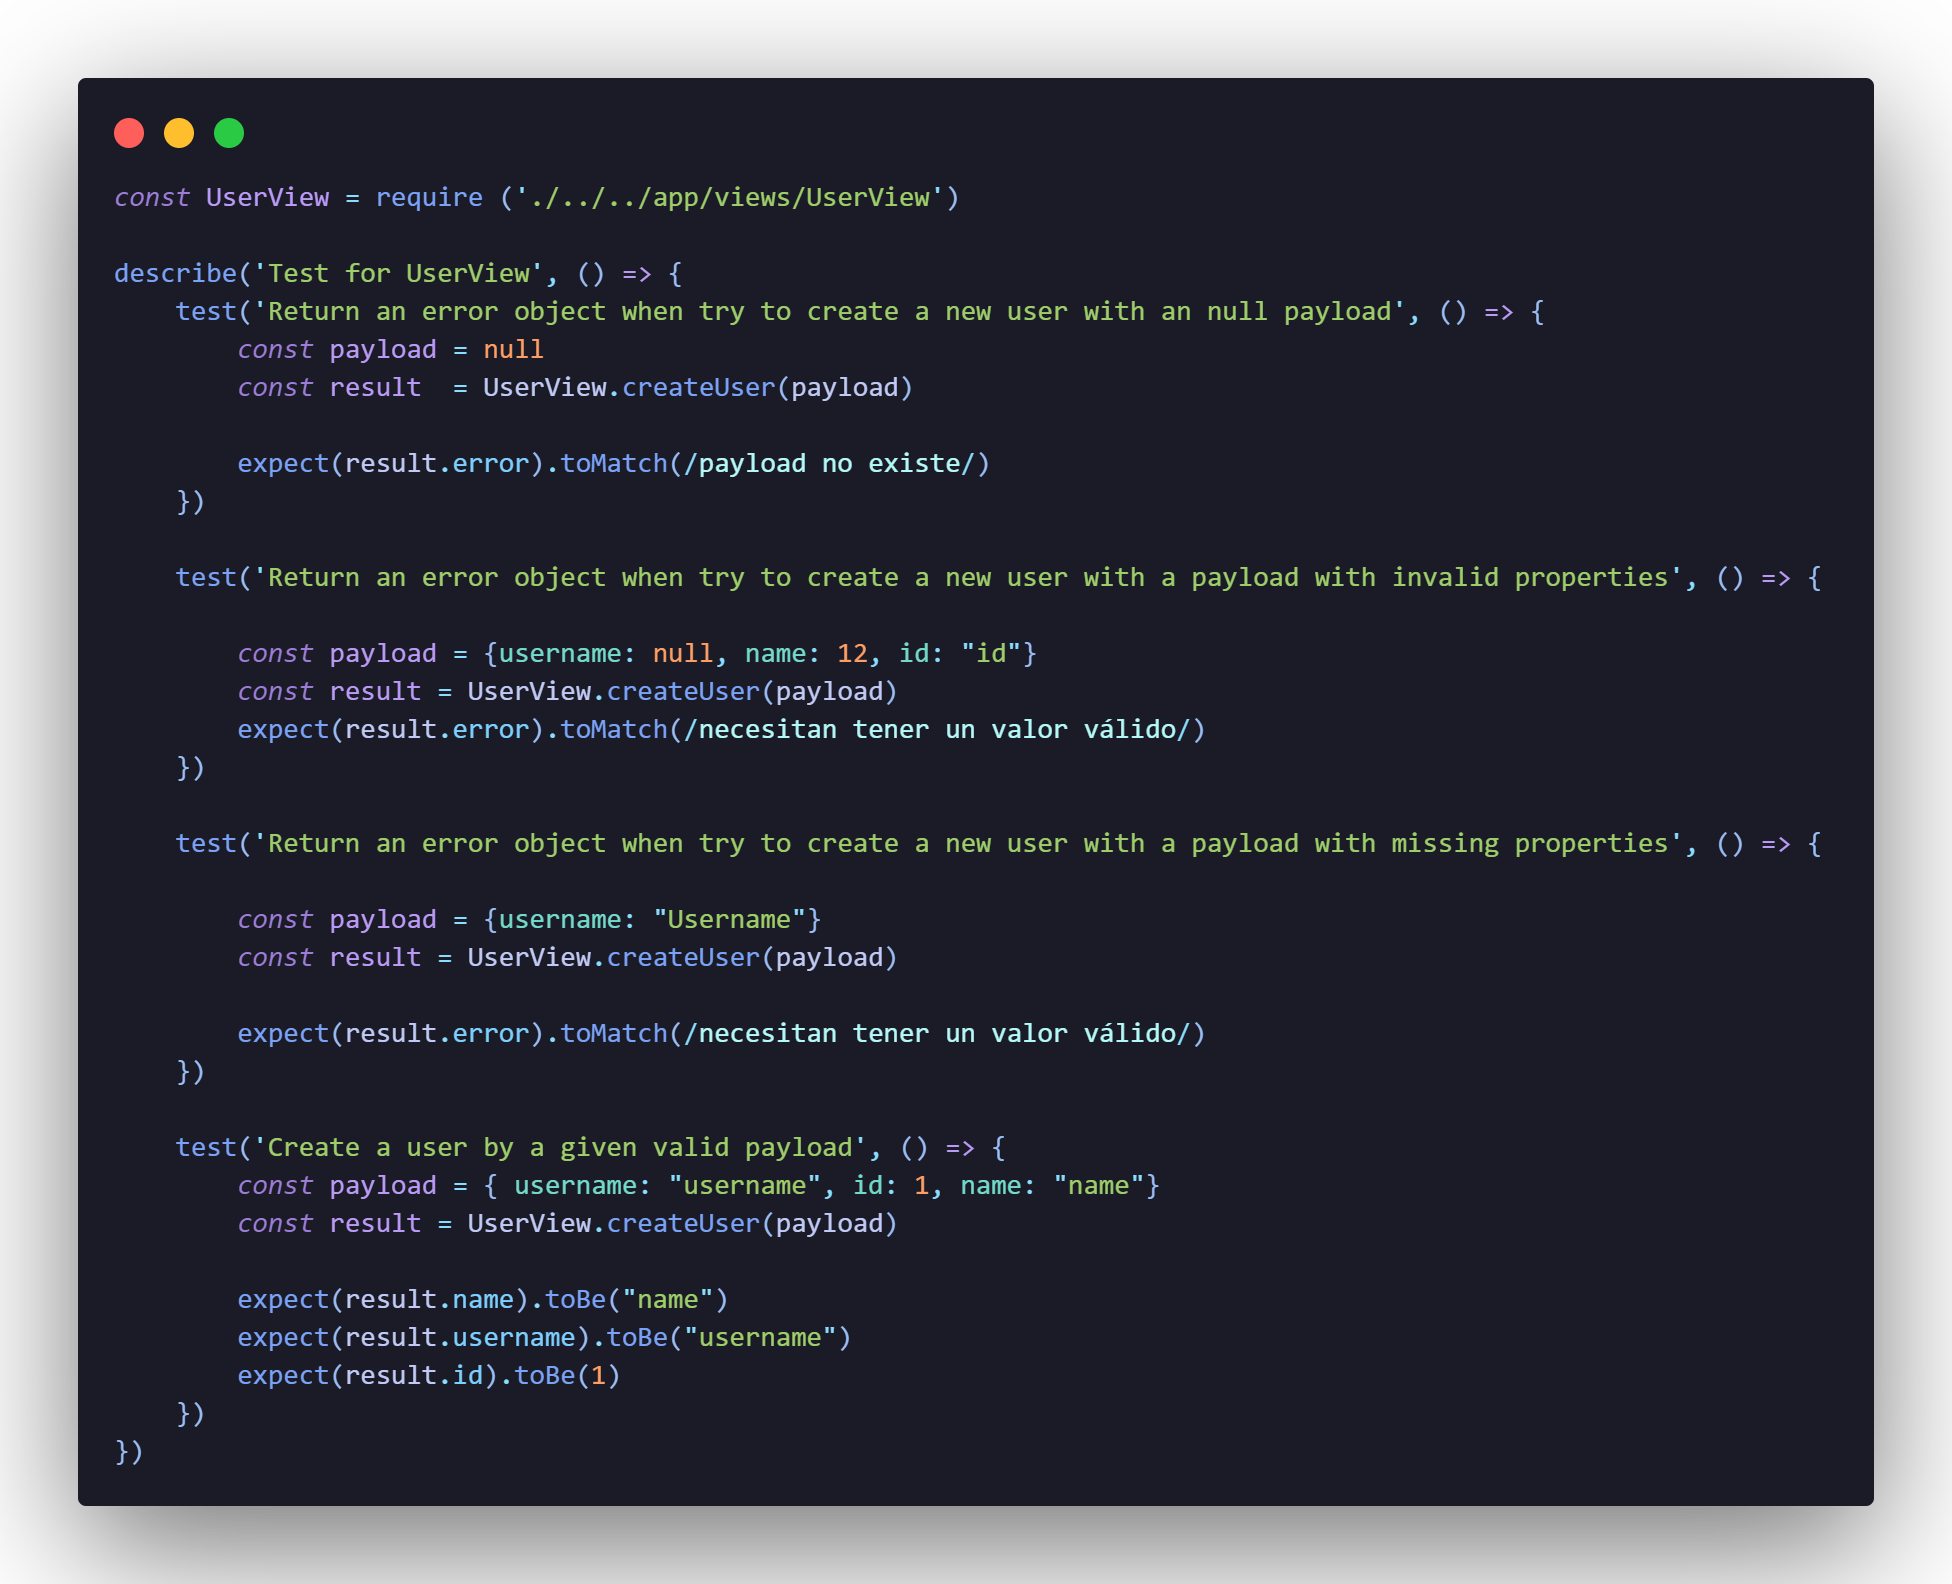 const UserView = require ('./../../app/views/UserView')
describe('Test for UserView', () => {
    test('Return an error object when try to create a new user with an null payload', () => {
        const payload = null
        const result  = UserView.createUser(payload)
        expect(result.error).toMatch(/payload no existe/)
    })
    test('Return an error object when try to create a new user with a payload with invalid properties', () => {
        const payload = {username: null, name: 12, id: "id"}
        const result = UserView.createUser(payload)
        expect(result.error).toMatch(/necesitan tener un valor válido/)
    })
    test('Return an error object when try to create a new user with a payload with missing properties', () => {
        const payload = {username: "Username"}
        const result = UserView.createUser(payload)
        expect(result.error).toMatch(/necesitan tener un valor válido/)
    })
    test('Create a user by a given valid payload', () => {
        const payload = { username: "username", id: 1, name: "name"}
        const result = UserView.createUser(payload)
        expect(result.name).toBe("name")
        expect(result.username).toBe("username")
        expect(result.id).toBe(1)
    })
})